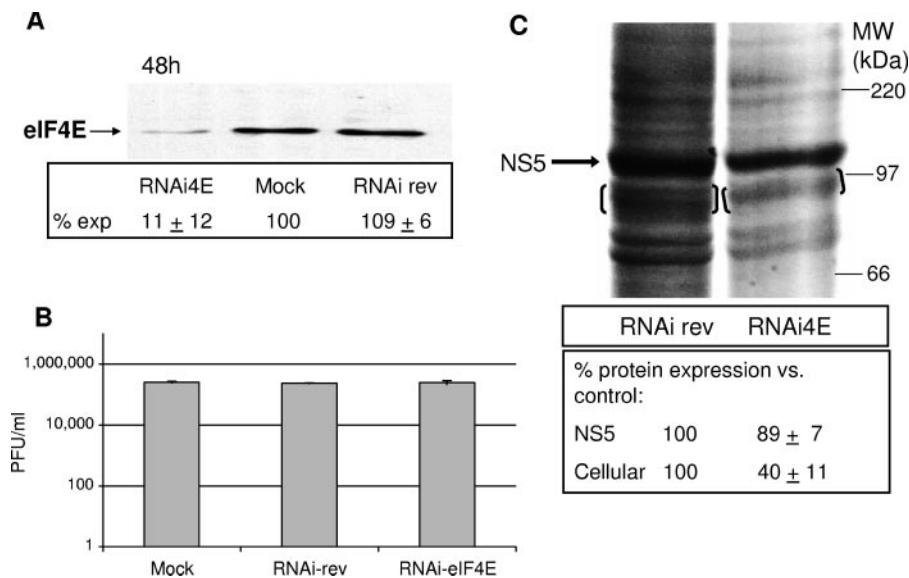 A
48h
eIF4E
RNAi4E Mock RNAi rev
% exp 11 ± 12 100 109 ± 6
B
1,000,000
10,000
100
1
PFU/ml
Mock RNAi-rev RNAi-eIF4E
C
MW
(kDa)
220
NS5
97
66
RNAi rev RNAi4E
% protein expression vs.
control:
NS5 100 89 ± 7
Cellular 100 40 ± 11